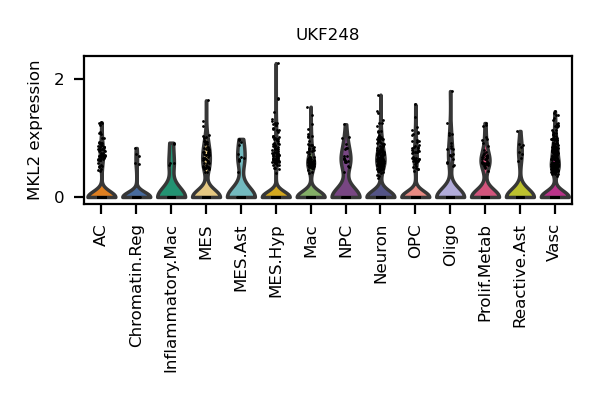 UKF248
MKL2 expression
2
0
AC
Chromatin.Reg
Inflammatory.Mac
MES
MES.Ast
MES.Hyp
Mac
NPC
Neuron
OPC
Oligo
Prolif.Metab
Reactive.Ast
Vasc